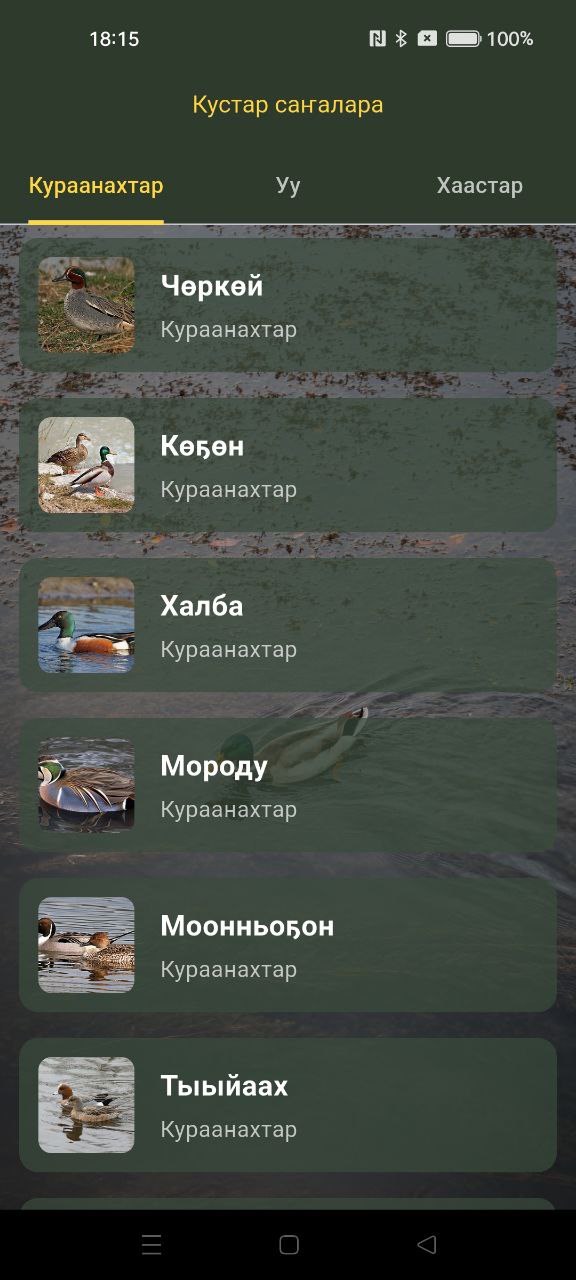 18:15 100%
Кустар саҥалара
Кураанахтар Уу Хаастар
Чөркөй
Кураанахтар
Көҕөн
Кураанахтар
Халба
Кураанахтар
Мороду
Кураанахтар
Моонньоҕон
Кураанахтар
Тыыйаах
Кураанахтар